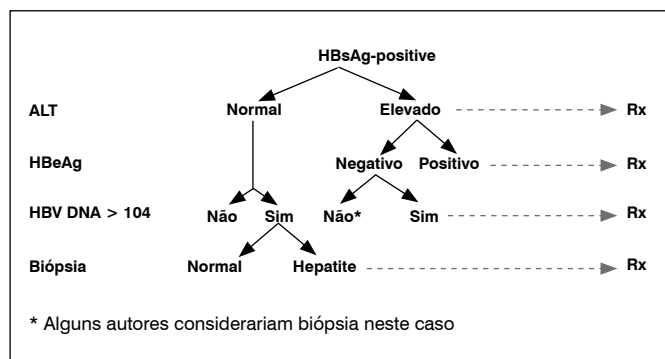 HBsAg-positive
ALT Normal Elevado Rx
HBeAg Negativo Positivo Rx
HBV DNA > 104 Não Sim Não* Sim Rx
Biópsia Normal Hepatite Rx
* Alguns autores considerariam biópsia neste caso